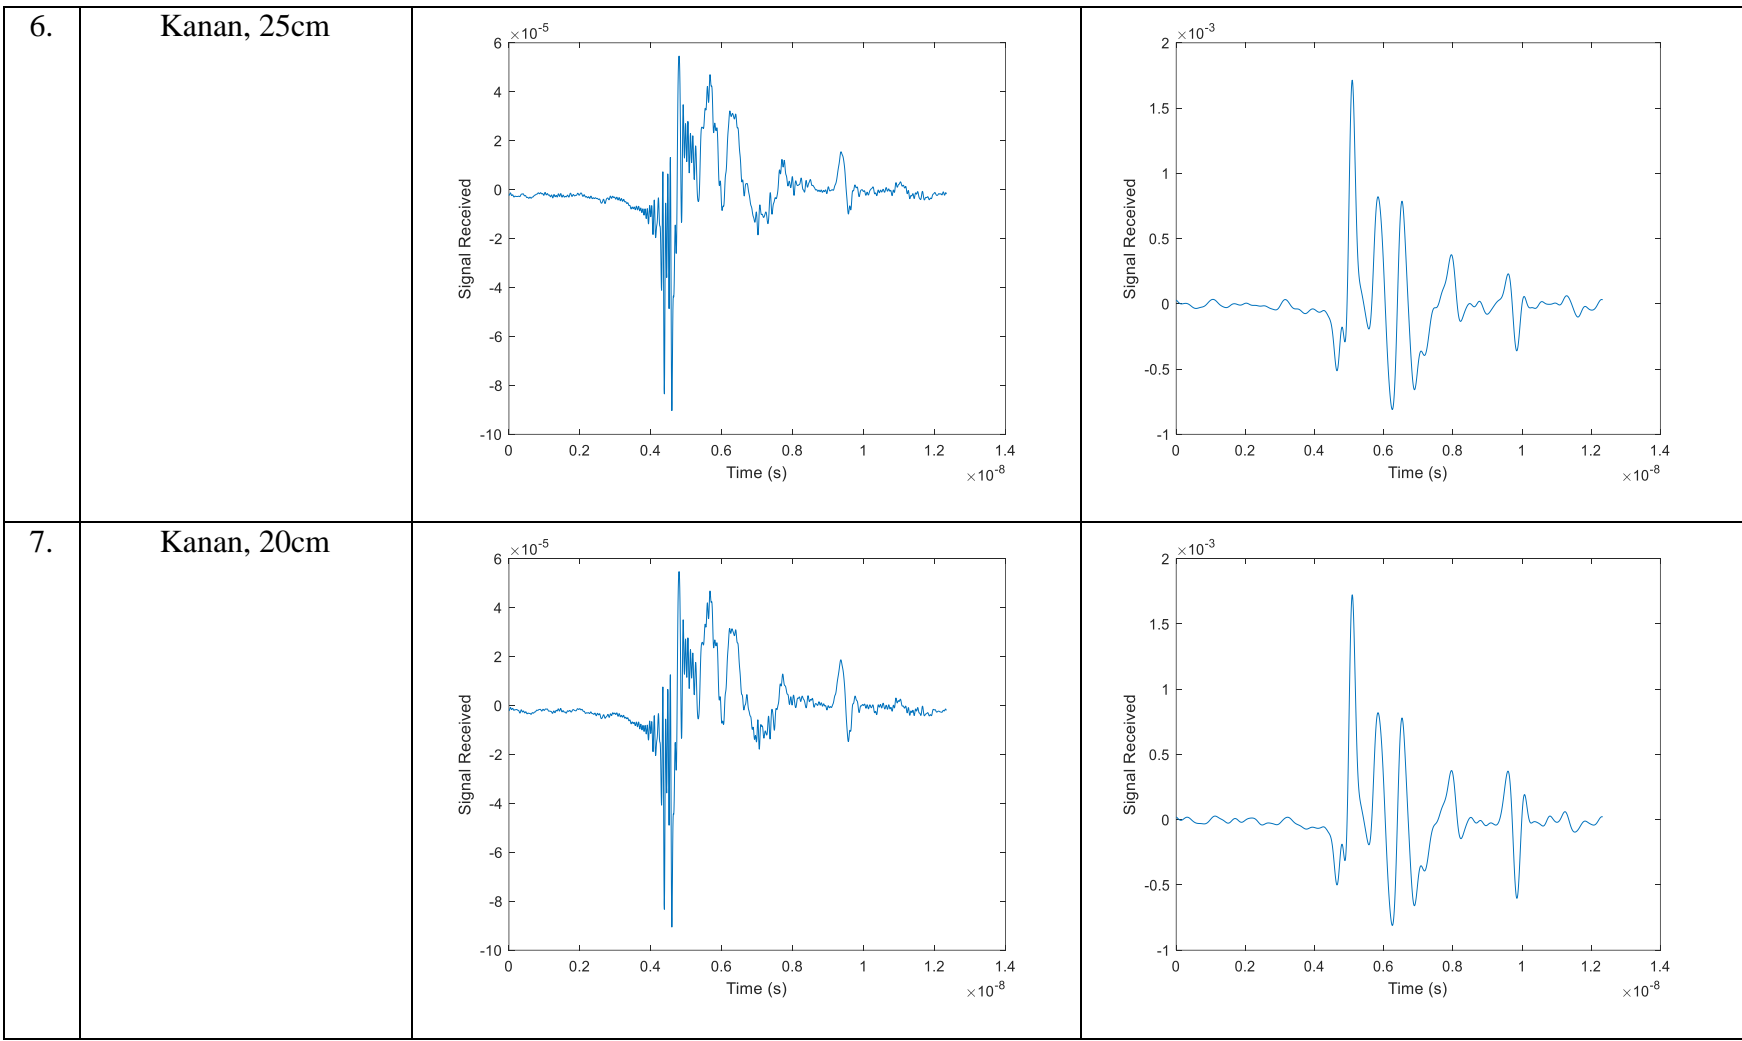 6. Kanan, 25cm
×10-5
6
4
2
0
-2
-4
-6
-8
-10
Signal Received
0 0.2 0.4 0.6 0.8 1 1.2 1.4
Time (s)
×10-8
×10-3
2
1.5
1
0.5
0
-0.5
-1
Signal Received
0 0.2 0.4 0.6 0.8 1 1.2 1.4
Time (s)
×10-8
7. Kanan, 20cm
×10-5
6
4
2
0
-2
-4
-6
-8
-10
Signal Received
0 0.2 0.4 0.6 0.8 1 1.2 1.4
Time (s)
×10-8
×10-3
2
1.5
1
0.5
0
-0.5
-1
Signal Received
0 0.2 0.4 0.6 0.8 1 1.2 1.4
Time (s)
×10-8